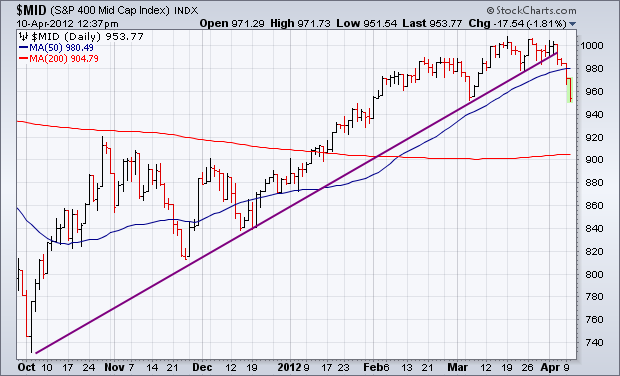 $MID (S&P 400 Mid Cap Index) INDX © StockCharts.com
10-Apr-2012 12:37pm Open 971.29 High 971.73 Low 951.54 Last 953.77 Chg -17.54 (-1.81%)
$MID (Daily) 953.77
MA(50) 980.49
MA(200) 904.79
1000
980
960
940
920
900
880
860
840
820
800
780
760
740
Oct 10 17 24 Nov 7 14 21 Dec 12 19 27 2012 9 17 23 Feb 6 13 21 Mar 12 19 26 Apr 9